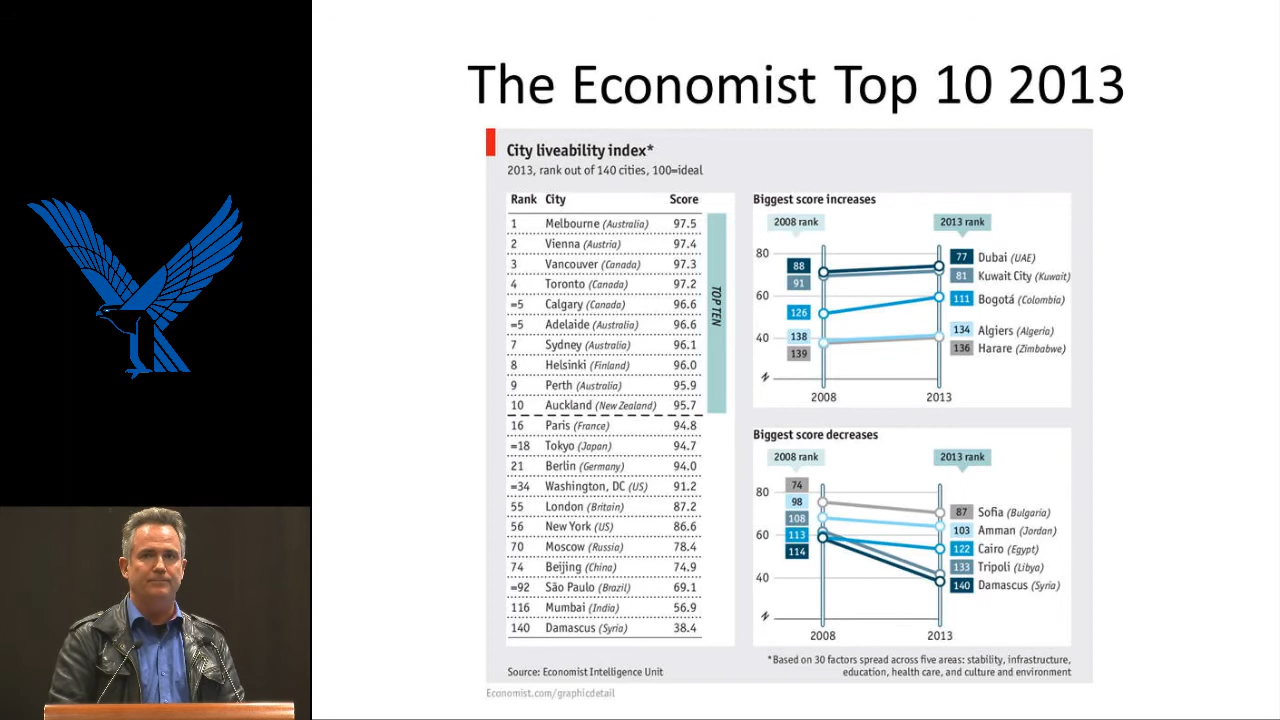 The Economist Top 10 2013
City liveability index*
2013, rank out of 140 cities, 100=ideal
Rank City Score
1 Melbourne (Australia) 97.5
2 Vienna (Austria) 97.4
3 Vancouver (Canada) 97.3
4 Toronto (Canada) 97.2
=5 Calgary (Canada) 96.6
=5 Adelaide (Australia) 96.6
7 Sydney (Australia) 96.1
8 Helsinki (Finland) 96.0
9 Perth (Australia) 95.9
10 Auckland (New Zealand) 95.7
TOP TEN
16 Paris (France) 94.8
=18 Tokyo (Japan) 94.7
21 Berlin (Germany) 94.0
=34 Washington, DC (US) 91.2
55 London (Britain) 87.2
56 New York (US) 86.6
70 Moscow (Russia) 78.4
74 Beijing (China) 74.9
=92 São Paulo (Brazil) 69.1
116 Mumbai (India) 56.9
140 Damascus (Syria) 38.4
Source: Economist Intelligence Unit
Biggest score increases
2008 rank 2013 rank
80
60
40
88
91
126
138
139
77 Dubai (UAE)
81 Kuwait City (Kuwait)
111 Bogotá (Colombia)
134 Algiers (Algeria)
136 Harare (Zimbabwe)
2008 2013
Biggest score decreases
2008 rank 2013 rank
80
60
40
74
98
108
113
114
87 Sofia (Bulgaria)
103 Amman (Jordan)
122 Cairo (Egypt)
133 Tripoli (Libya)
140 Damascus (Syria)
2008 2013
*Based on 30 factors spread across five areas: stability, infrastructure,
education, health care, and culture and environment
Economist.com/graphicdetail